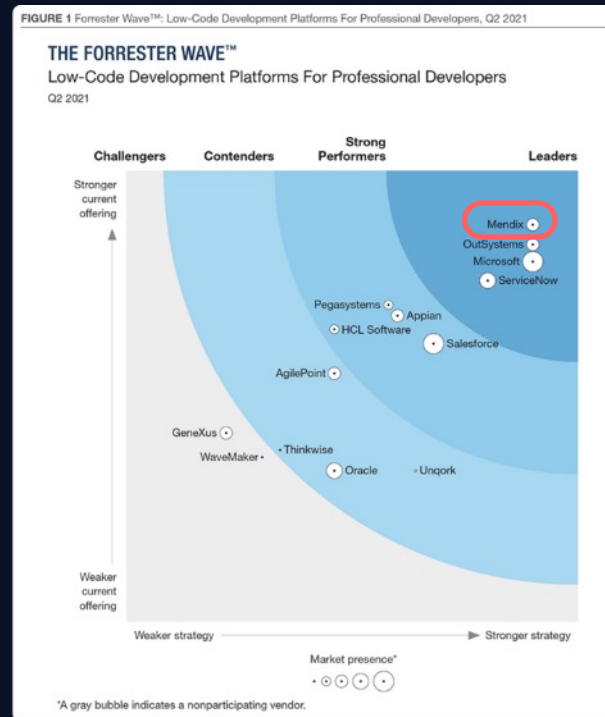 FIGURE 1 Forrester Wave™: Low-Code Development Platforms For Professional Developers, Q2 2021
THE FORRESTER WAVE™
Low-Code Development Platforms For Professional Developers
Q2 2021
Challengers
Contenders
Strong
Performers
Leaders
Stronger
current
offering
Mendix
OutSystems
Microsoft
ServiceNow
Pegasystems
Appian
HCL Software
Salesforce
AgilePoint
GeneXus
Thinkwise
WaveMaker
Oracle
Unqork
Weaker
current
offering
Weaker strategy
Stronger strategy
Market presence*
*A gray bubble indicates a nonparticipating vendor.